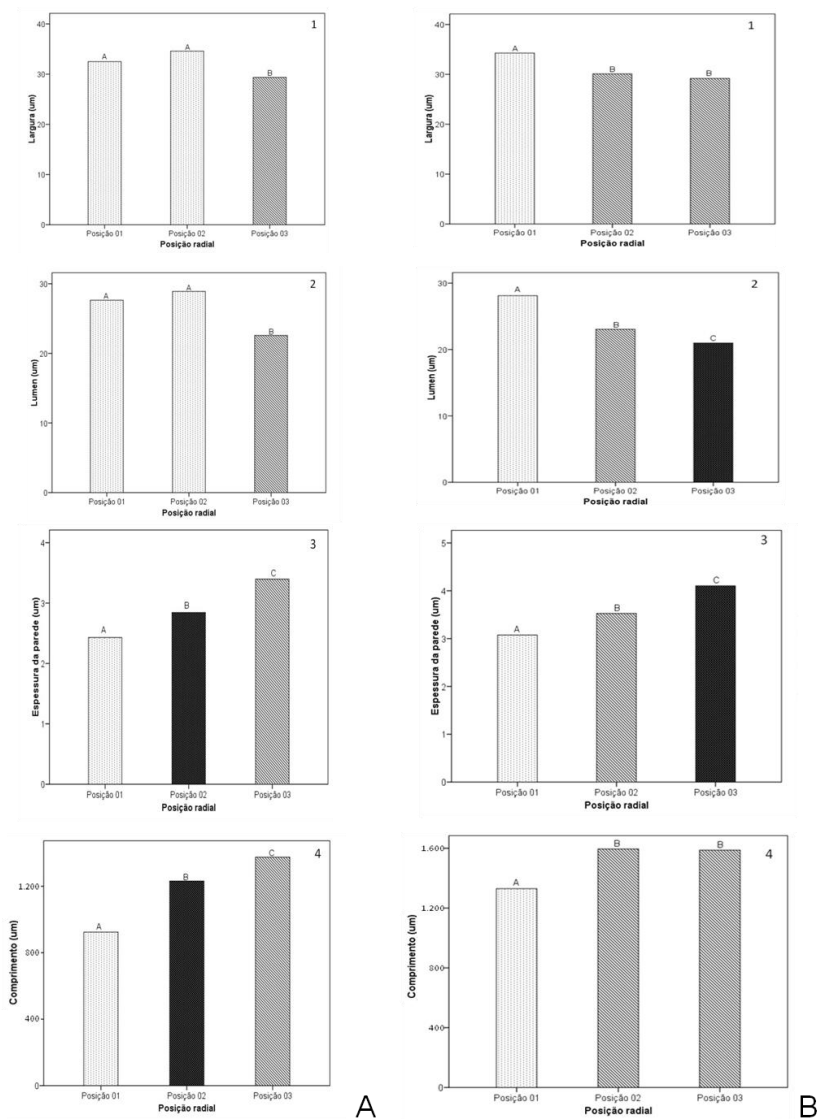 1
Largura (um)
40
30
20
10
0
A
A
B
Posição 01
Posição 02
Posição 03
Posição radial
1
Largura (um)
40
30
20
10
0
A
B
B
Posição 01
Posição 02
Posição 03
Posição radial
2
Lumen (um)
30
20
10
0
A
A
B
Posição 01
Posição 02
Posição 03
Posição radial
2
Lumen (um)
30
20
10
0
A
B
C
Posição 01
Posição 02
Posição 03
Posição radial
3
Espessura da parede (um)
4
3
2
1
0
A
B
C
Posição 01
Posição 02
Posição 03
Posição radial
3
Espessura da parede (um)
5
4
3
2
1
0
A
B
C
Posição 01
Posição 02
Posição 03
Posição radial
4
Comprimento (um)
1.200
800
400
0
A
B
C
Posição 01
Posição 02
Posição 03
Posição radial
A
4
Comprimento (um)
1.600
1.200
800
400
0
A
B
B
Posição 01
Posição 02
Posição 03
Posição radial
B